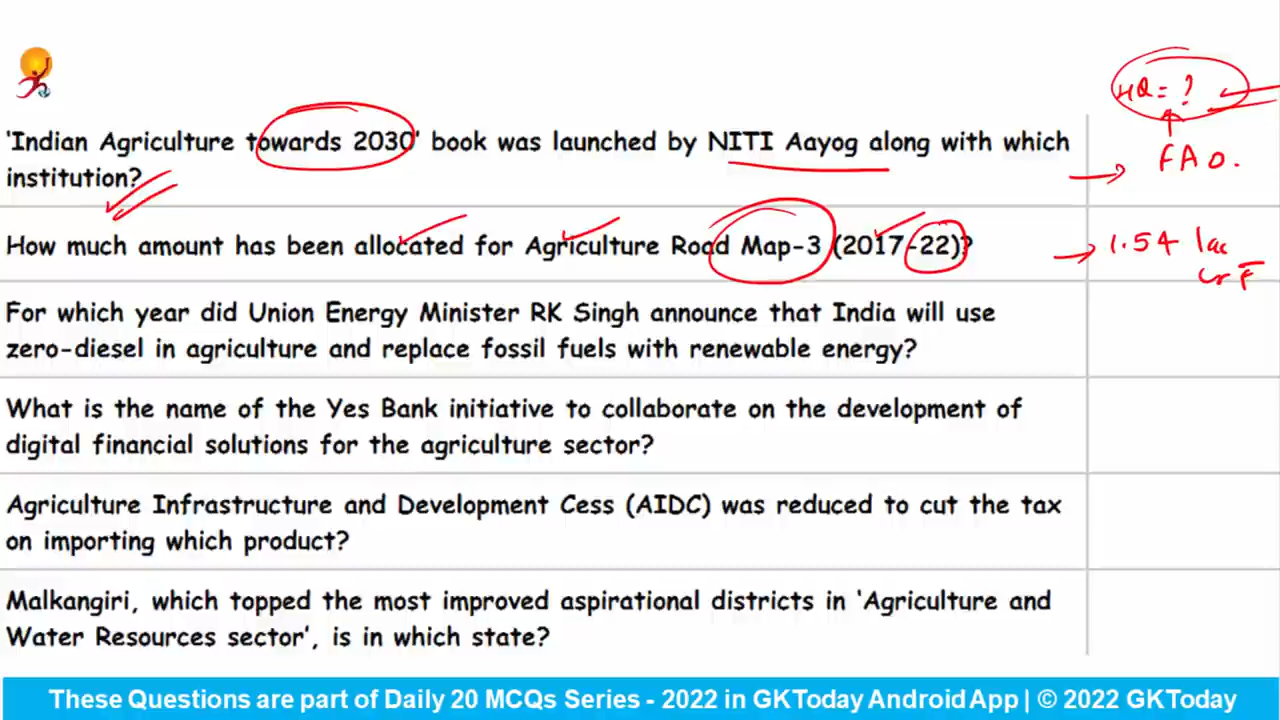 HQ = ?
'Indian Agriculture towards 2030' book was launched by NITI Aayog along with which
institution?
FAO.
How much amount has been allocated for Agriculture Road Map-3 (2017-22)?
1.54 lac
cr ₹
For which year did Union Energy Minister RK Singh announce that India will use
zero-diesel in agriculture and replace fossil fuels with renewable energy?
What is the name of the Yes Bank initiative to collaborate on the development of
digital financial solutions for the agriculture sector?
Agriculture Infrastructure and Development Cess (AIDC) was reduced to cut the tax
on importing which product?
Malkangiri, which topped the most improved aspirational districts in 'Agriculture and
Water Resources sector', is in which state?
These Questions are part of Daily 20 MCQs Series - 2022 in GKToday Android App | © 2022 GKToday